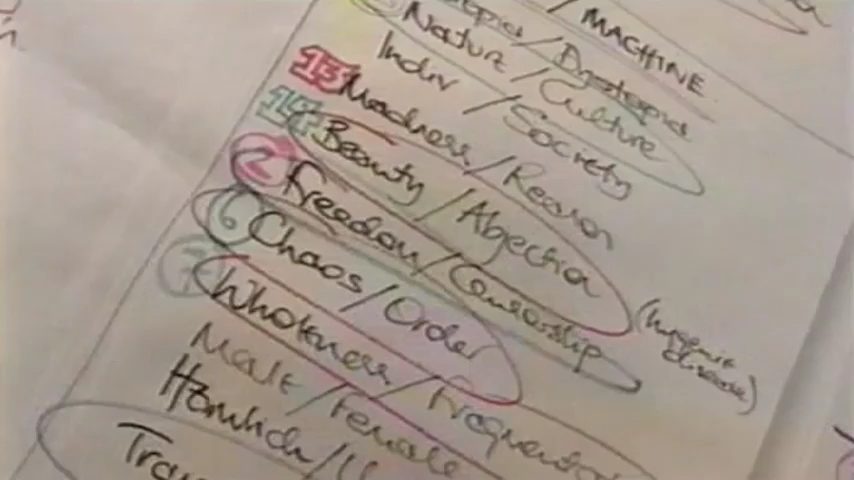 / MACHINE
/ Dystopia
Nature / Culture
Indiv / Society
13 Madness / Reason
14 Beauty / Abjection
2 Freedom / Censorship
6 Chaos / Order
7 Wholeness /
Male / Female
/